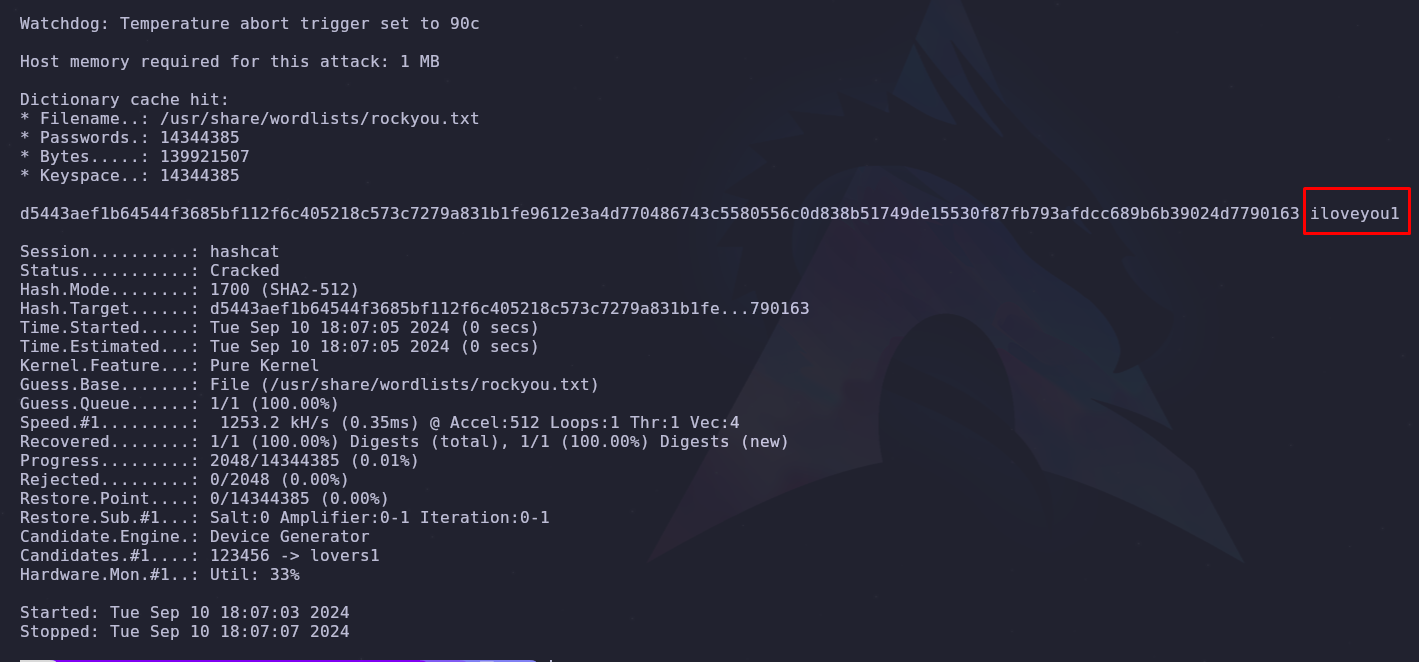 Watchdog: Temperature abort trigger set to 90c
Host memory required for this attack: 1 MB
Dictionary cache hit:
* Filename..: /usr/share/wordlists/rockyou.txt
* Passwords.: 14344385
* Bytes.....: 139921507
* Keyspace..: 14344385
d5443aef1b64544f3685bf112f6c405218c573c7279a831b1fe9612e3a4d770486743c5580556c0d838b51749de15530f87fb793afdcc689b6b39024d7790163 iloveyou1
Session..........: hashcat
Status...........: Cracked
Hash.Mode........: 1700 (SHA2-512)
Hash.Target......: d5443aef1b64544f3685bf112f6c405218c573c7279a831b1fe...790163
Time.Started.....: Tue Sep 10 18:07:05 2024 (0 secs)
Time.Estimated...: Tue Sep 10 18:07:05 2024 (0 secs)
Kernel.Feature...: Pure Kernel
Guess.Base.......: File (/usr/share/wordlists/rockyou.txt)
Guess.Queue......: 1/1 (100.00%)
Speed.#1.........:  1253.2 kH/s (0.35ms) @ Accel:512 Loops:1 Thr:1 Vec:4
Recovered........: 1/1 (100.00%) Digests (total), 1/1 (100.00%) Digests (new)
Progress.........: 2048/14344385 (0.01%)
Rejected.........: 0/2048 (0.00%)
Restore.Point....: 0/14344385 (0.00%)
Restore.Sub.#1...: Salt:0 Amplifier:0-1 Iteration:0-1
Candidate.Engine.: Device Generator
Candidates.#1....: 123456 -> lovers1
Hardware.Mon.#1..: Util: 33%
Started: Tue Sep 10 18:07:03 2024
Stopped: Tue Sep 10 18:07:07 2024